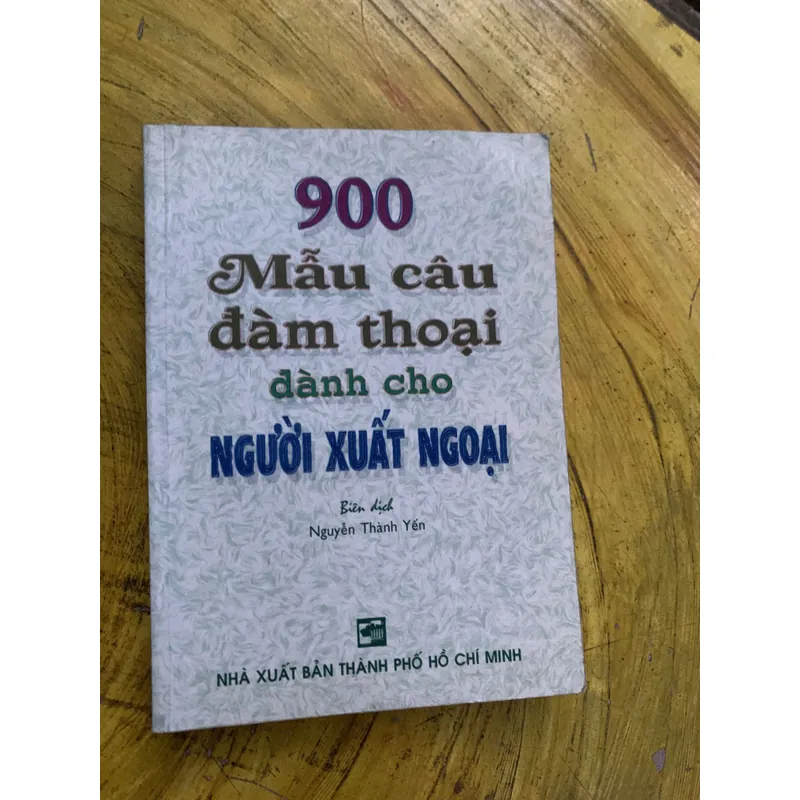 900
Mẫu câu
đàm thoại
dành cho
NGƯỜI XUẤT NGOẠI
Biên dịch
Nguyễn Thành Yến
NHÀ XUẤT BẢN THÀNH PHỐ HỒ CHÍ MINH